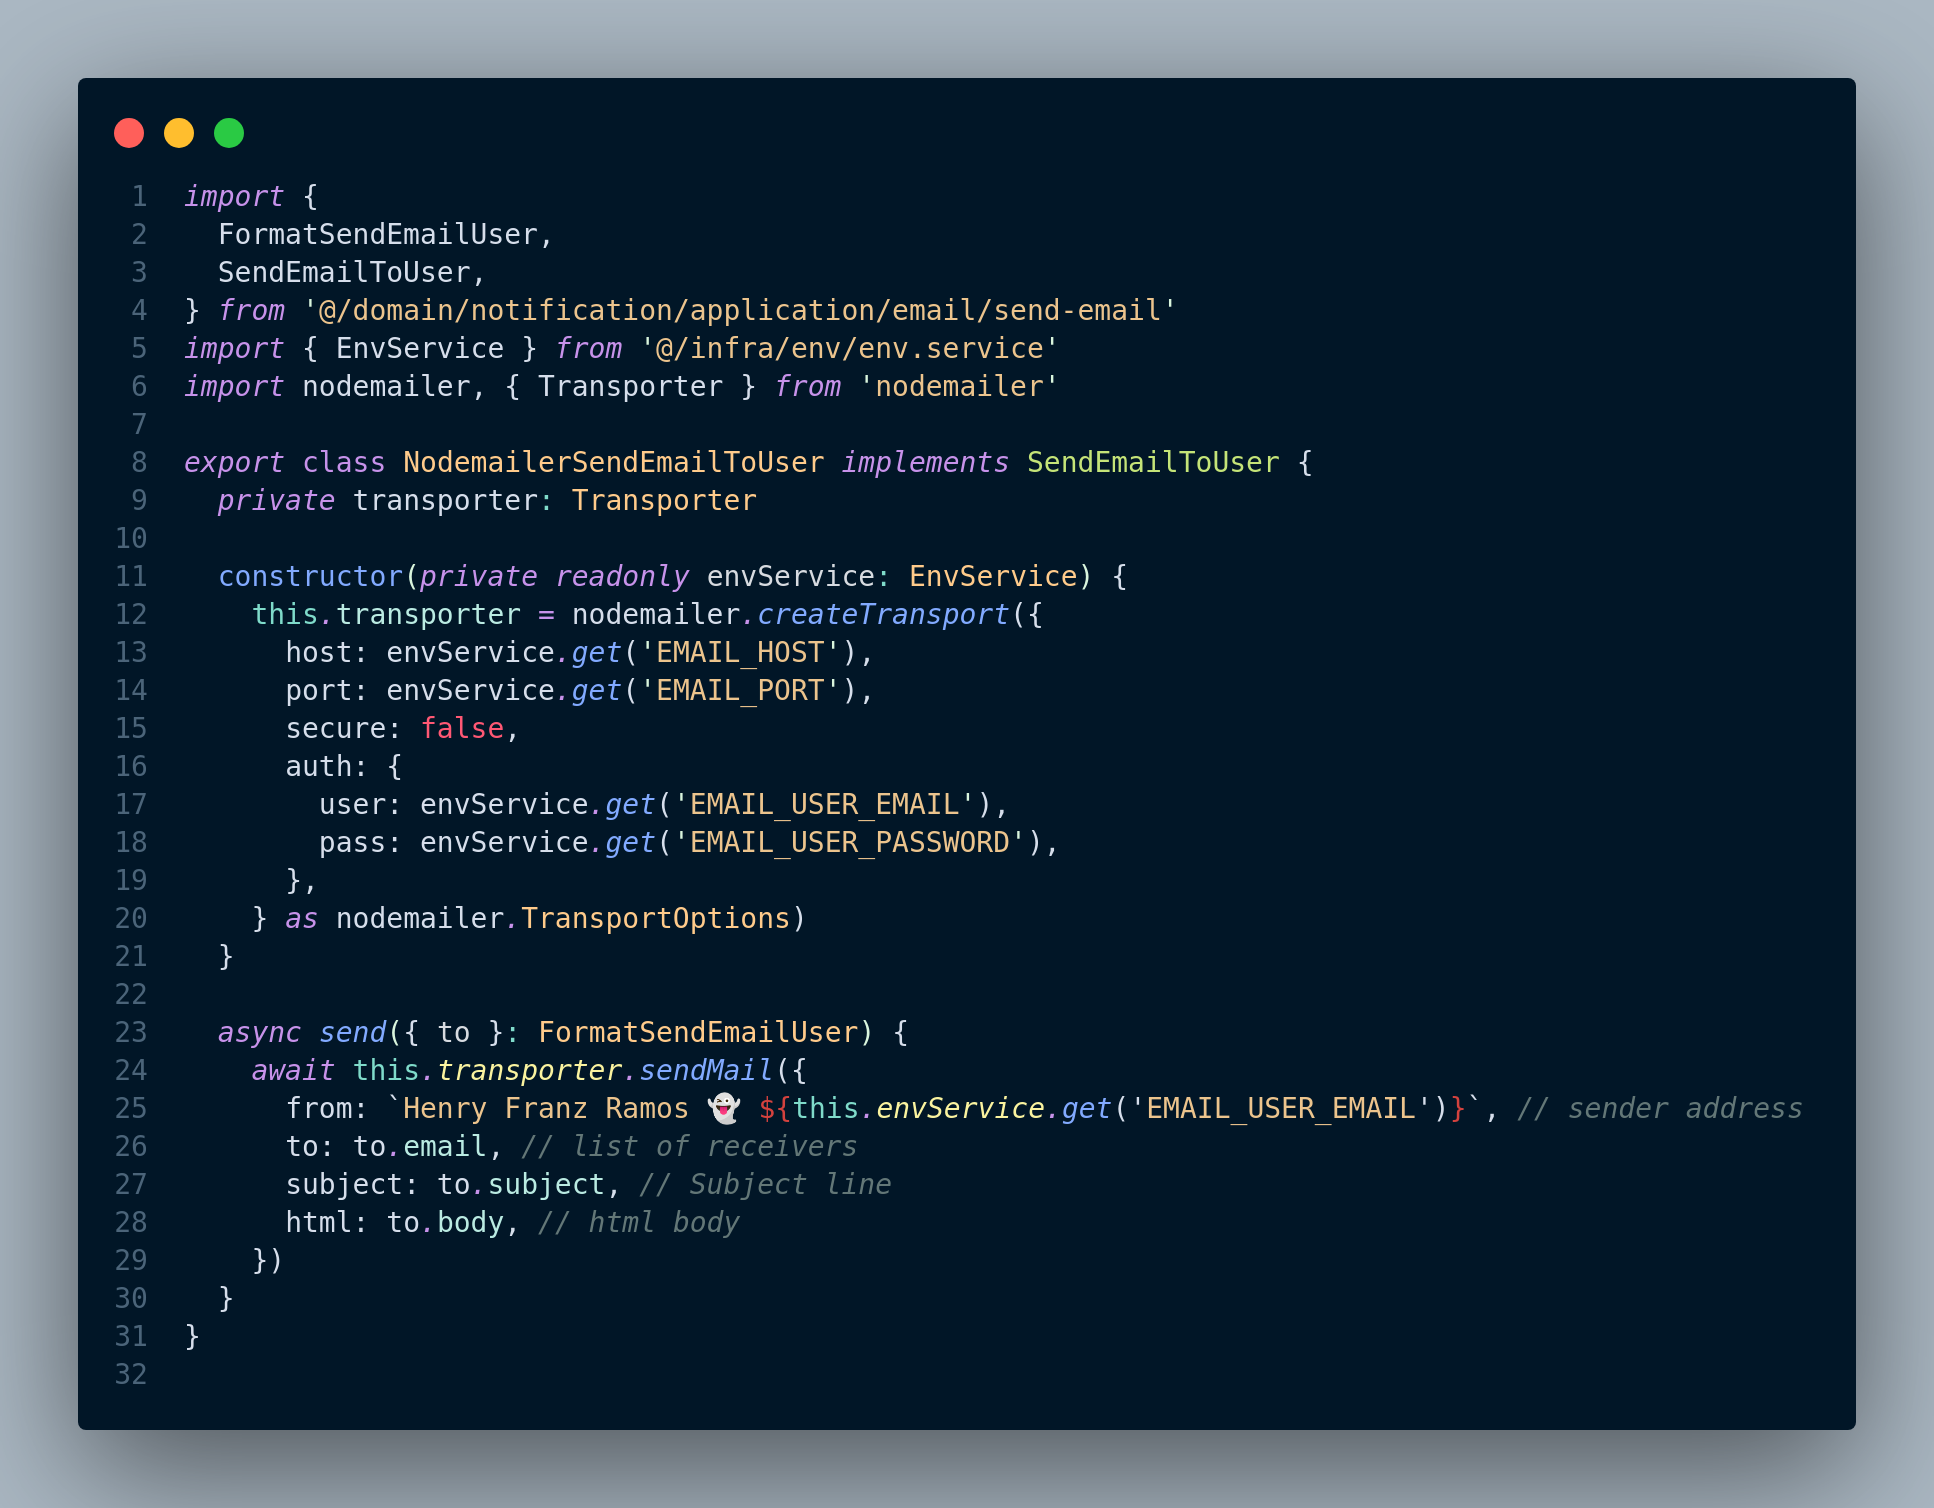 1 import {
2   FormatSendEmailUser,
3   SendEmailToUser,
4 } from '@/domain/notification/application/email/send-email'
5 import { EnvService } from '@/infra/env/env.service'
6 import nodemailer, { Transporter } from 'nodemailer'
7
8 export class NodemailerSendEmailToUser implements SendEmailToUser {
9   private transporter: Transporter
10
11   constructor(private readonly envService: EnvService) {
12     this.transporter = nodemailer.createTransport({
13       host: envService.get('EMAIL_HOST'),
14       port: envService.get('EMAIL_PORT'),
15       secure: false,
16       auth: {
17         user: envService.get('EMAIL_USER_EMAIL'),
18         pass: envService.get('EMAIL_USER_PASSWORD'),
19       },
20     } as nodemailer.TransportOptions)
21   }
22
23   async send({ to }: FormatSendEmailUser) {
24     await this.transporter.sendMail({
25       from: `Henry Franz Ramos 👻 ${this.envService.get('EMAIL_USER_EMAIL')}`, // sender address
26       to: to.email, // list of receivers
27       subject: to.subject, // Subject line
28       html: to.body, // html body
29     })
30   }
31 }
32